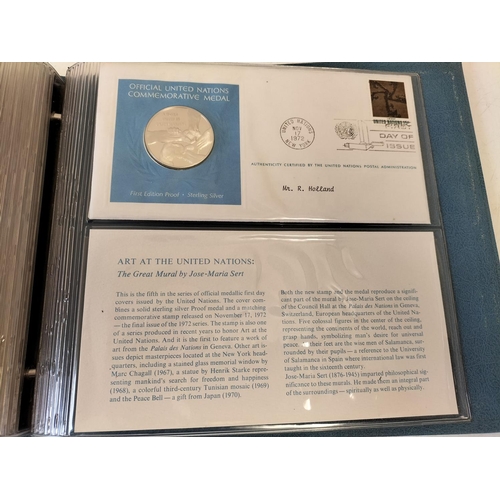 OFFICIAL UNITED NATIONS
COMMEMORATIVE MEDAL
First Edition Proof • Sterling Silver
UNITED NATIONS
NOV
17
NEW YORK
DAY OF
ISSUE
AUTHENTICITY CERTIFIED BY THE UNITED NATIONS POSTAL ADMINISTRATION
Mr. R. Holland
ART AT THE UNITED NATIONS:
The Great Mural by Jose-Maria Sert
This is the fifth in the series of official medallic first day
covers issued by the United Nations. The cover com-
bines a solid sterling silver Proof medal and a matching
commemorative stamp released on November 17, 1972
— the final issue of the 1972 series. The stamp is also one
of a series produced in recent years to honor Art at the
United Nations. And it is the first to feature a work of
art from the Palais des Nations in Geneva. Other art is-
sues depict masterpieces located at the New York head-
quarters, including a stained glass memorial window by
Marc Chagall (1967), a statue by Henrik Starke repre-
senting mankind's search for freedom and happiness
(1968), a colorful third-century Tunisian mosaic (1969)
and the Peace Bell — a gift from Japan (1970).
Both the new stamp and the medal reproduce a signifi-
cant part of the mural by Jose-Maria Sert on the ceiling
of the Council Hall at the Palais des Nations in Geneva,
Switzerland, European headquarters of the United Na-
tions. Five colossal figures in the center of the ceiling,
representing the continents of the world, reach out and
grasp hands, symbolizing man's desire for universal
peace. At their feet are the wise men of Salamanca, sur-
rounded by their pupils — a reference to the University
of Salamanca in Spain where international law was first
taught in the sixteenth century.
Jose-Maria Sert (1876-1945) imparted philosophical sig-
nificance to these murals. He made them an integral part
of the surroundings — spiritually as well as physically.